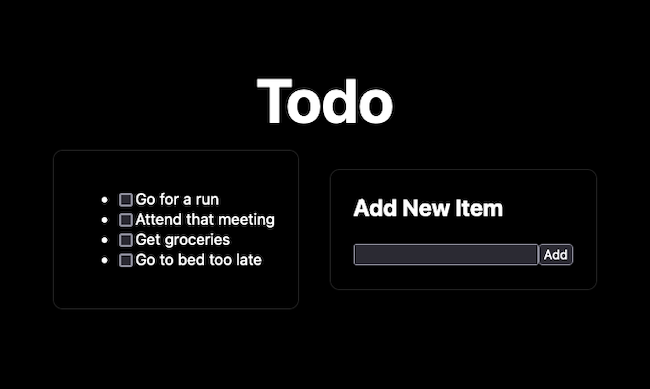 Todo
Go for a run
Attend that meeting
Get groceries
Go to bed too late
Add New Item
Add